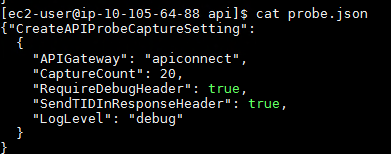 [ec2-user@ip-10-105-64-88 api]$ cat probe.json
{"CreateAPIProbeCaptureSetting":
  {
    "APIGateway": "apiconnect",
    "CaptureCount": 20,
    "RequireDebugHeader": true,
    "SendTIDInResponseHeader": true,
    "LogLevel": "debug"
  }
}